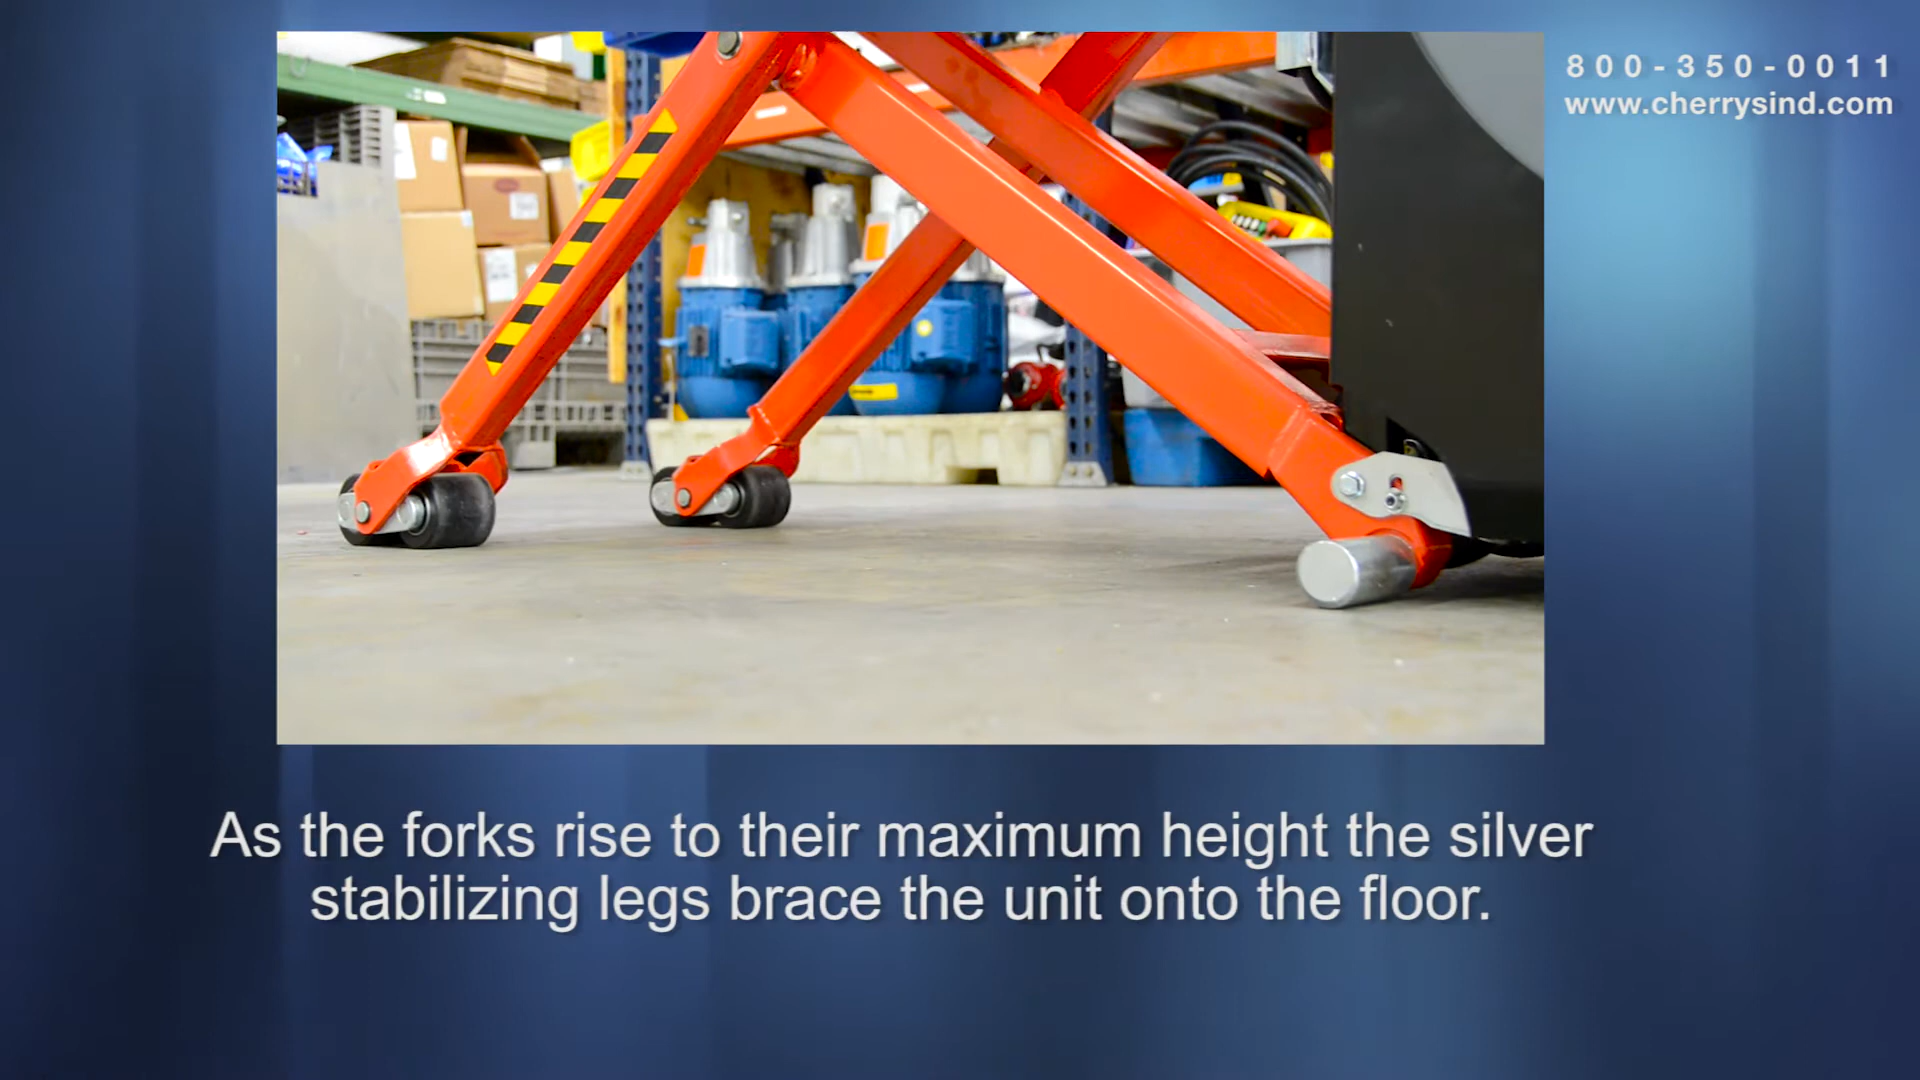 800-350-0011
www.cherrysind.com
As the forks rise to their maximum height the silver
stabilizing legs brace the unit onto the floor.